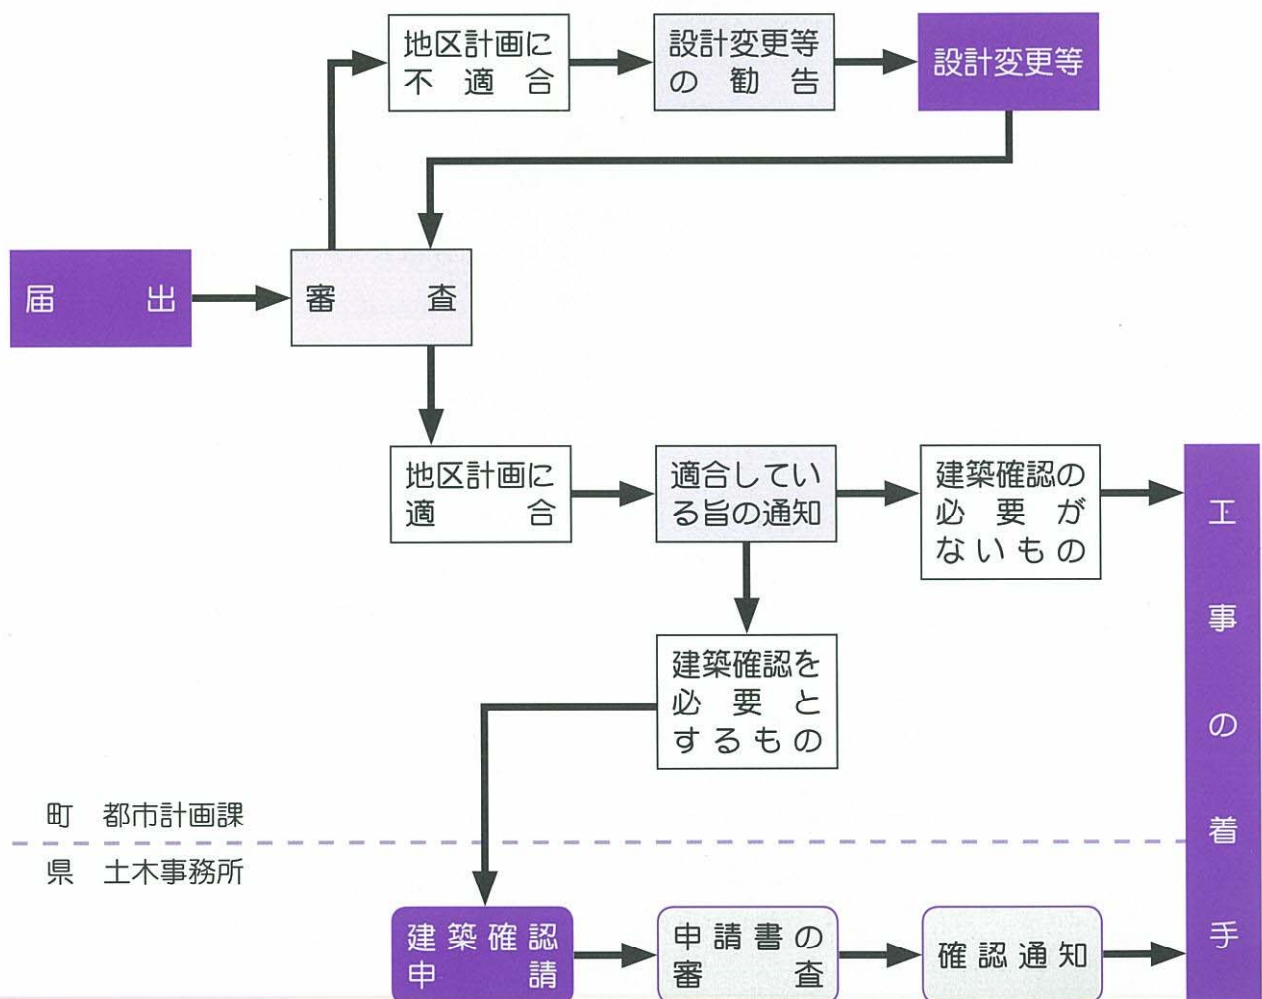 地区計画に
不適合
設計変更等
の勧告
設計変更等
届出
審査
地区計画に
適合
適合してい
る旨の通知
建築確認の
必要が
ないもの
工事の着手
建築確認を
必要と
するもの
町 都市計画課
県 土木事務所
建築確認
申請
申請書の
審査
確認通知